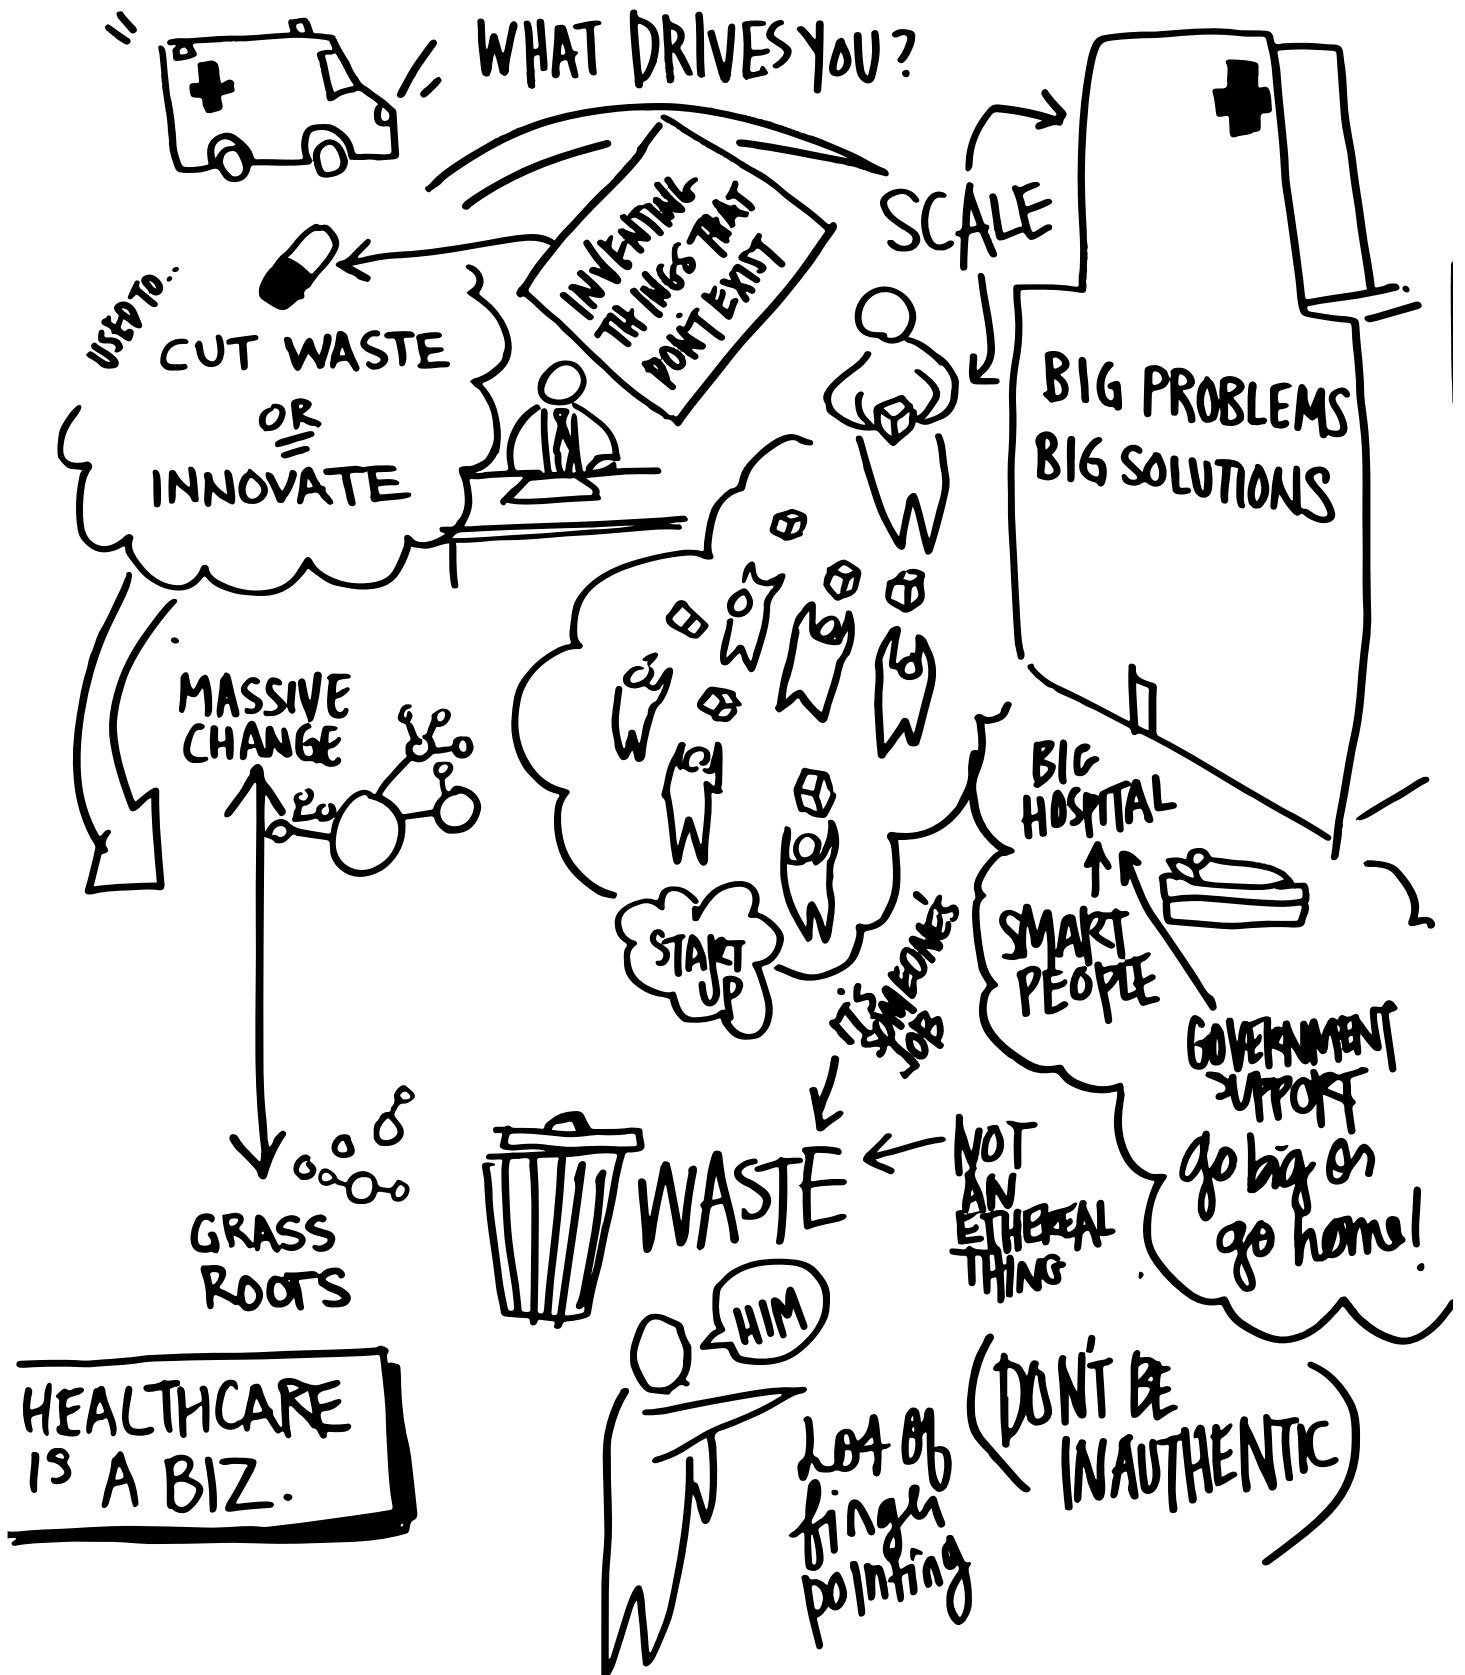 WHAT DRIVES YOU?
INVENTING
THINGS THAT
DON'T EXIST
SCALE
USED TO...
CUT WASTE
OR
INNOVATE
BIG PROBLEMS
BIG SOLUTIONS
MASSIVE
CHANGE
GRASS
ROOTS
START
UP
BIG
HOSPITAL
SMART
PEOPLE
GOVERNMENT
SUPPORT
go big or
go home!
IT'S
SOMEONE'S
JOB
WASTE
NOT
AN
ETHEREAL
THING
HIM
HEALTHCARE
IS A BIZ.
Lot of
finger
pointing
(DON'T BE
INAUTHENTIC)